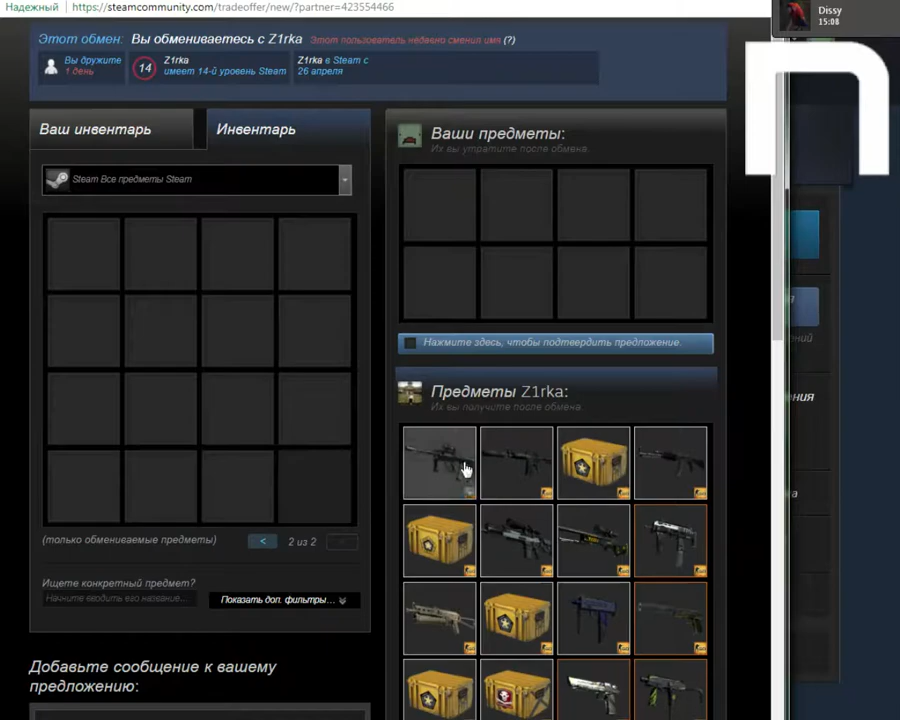 Надежный https://steamcommunity.com/tradeoffer/new/?partner=423554466
Dissy
15:08
Этот обмен: Вы обмениваетесь с Z1rka Этот пользователь недавно сменил имя (?)
Вы дружите
1 день
14
Z1rka
имеет 14-й уровень Steam
Z1rka в Steam с
26 апреля
Ваш инвентарь
Инвентарь
Steam Все предметы Steam
(только обмениваемые предметы)
<
2 из 2
Ищете конкретный предмет?
Начните вводить его название...
Показать доп. фильтры...
Добавьте сообщение к вашему
предложению:
Ваши предметы:
Их вы утратите после обмена.
Нажмите здесь, чтобы подтвердить предложение.
Предметы Z1rka:
Их вы получите после обмена.